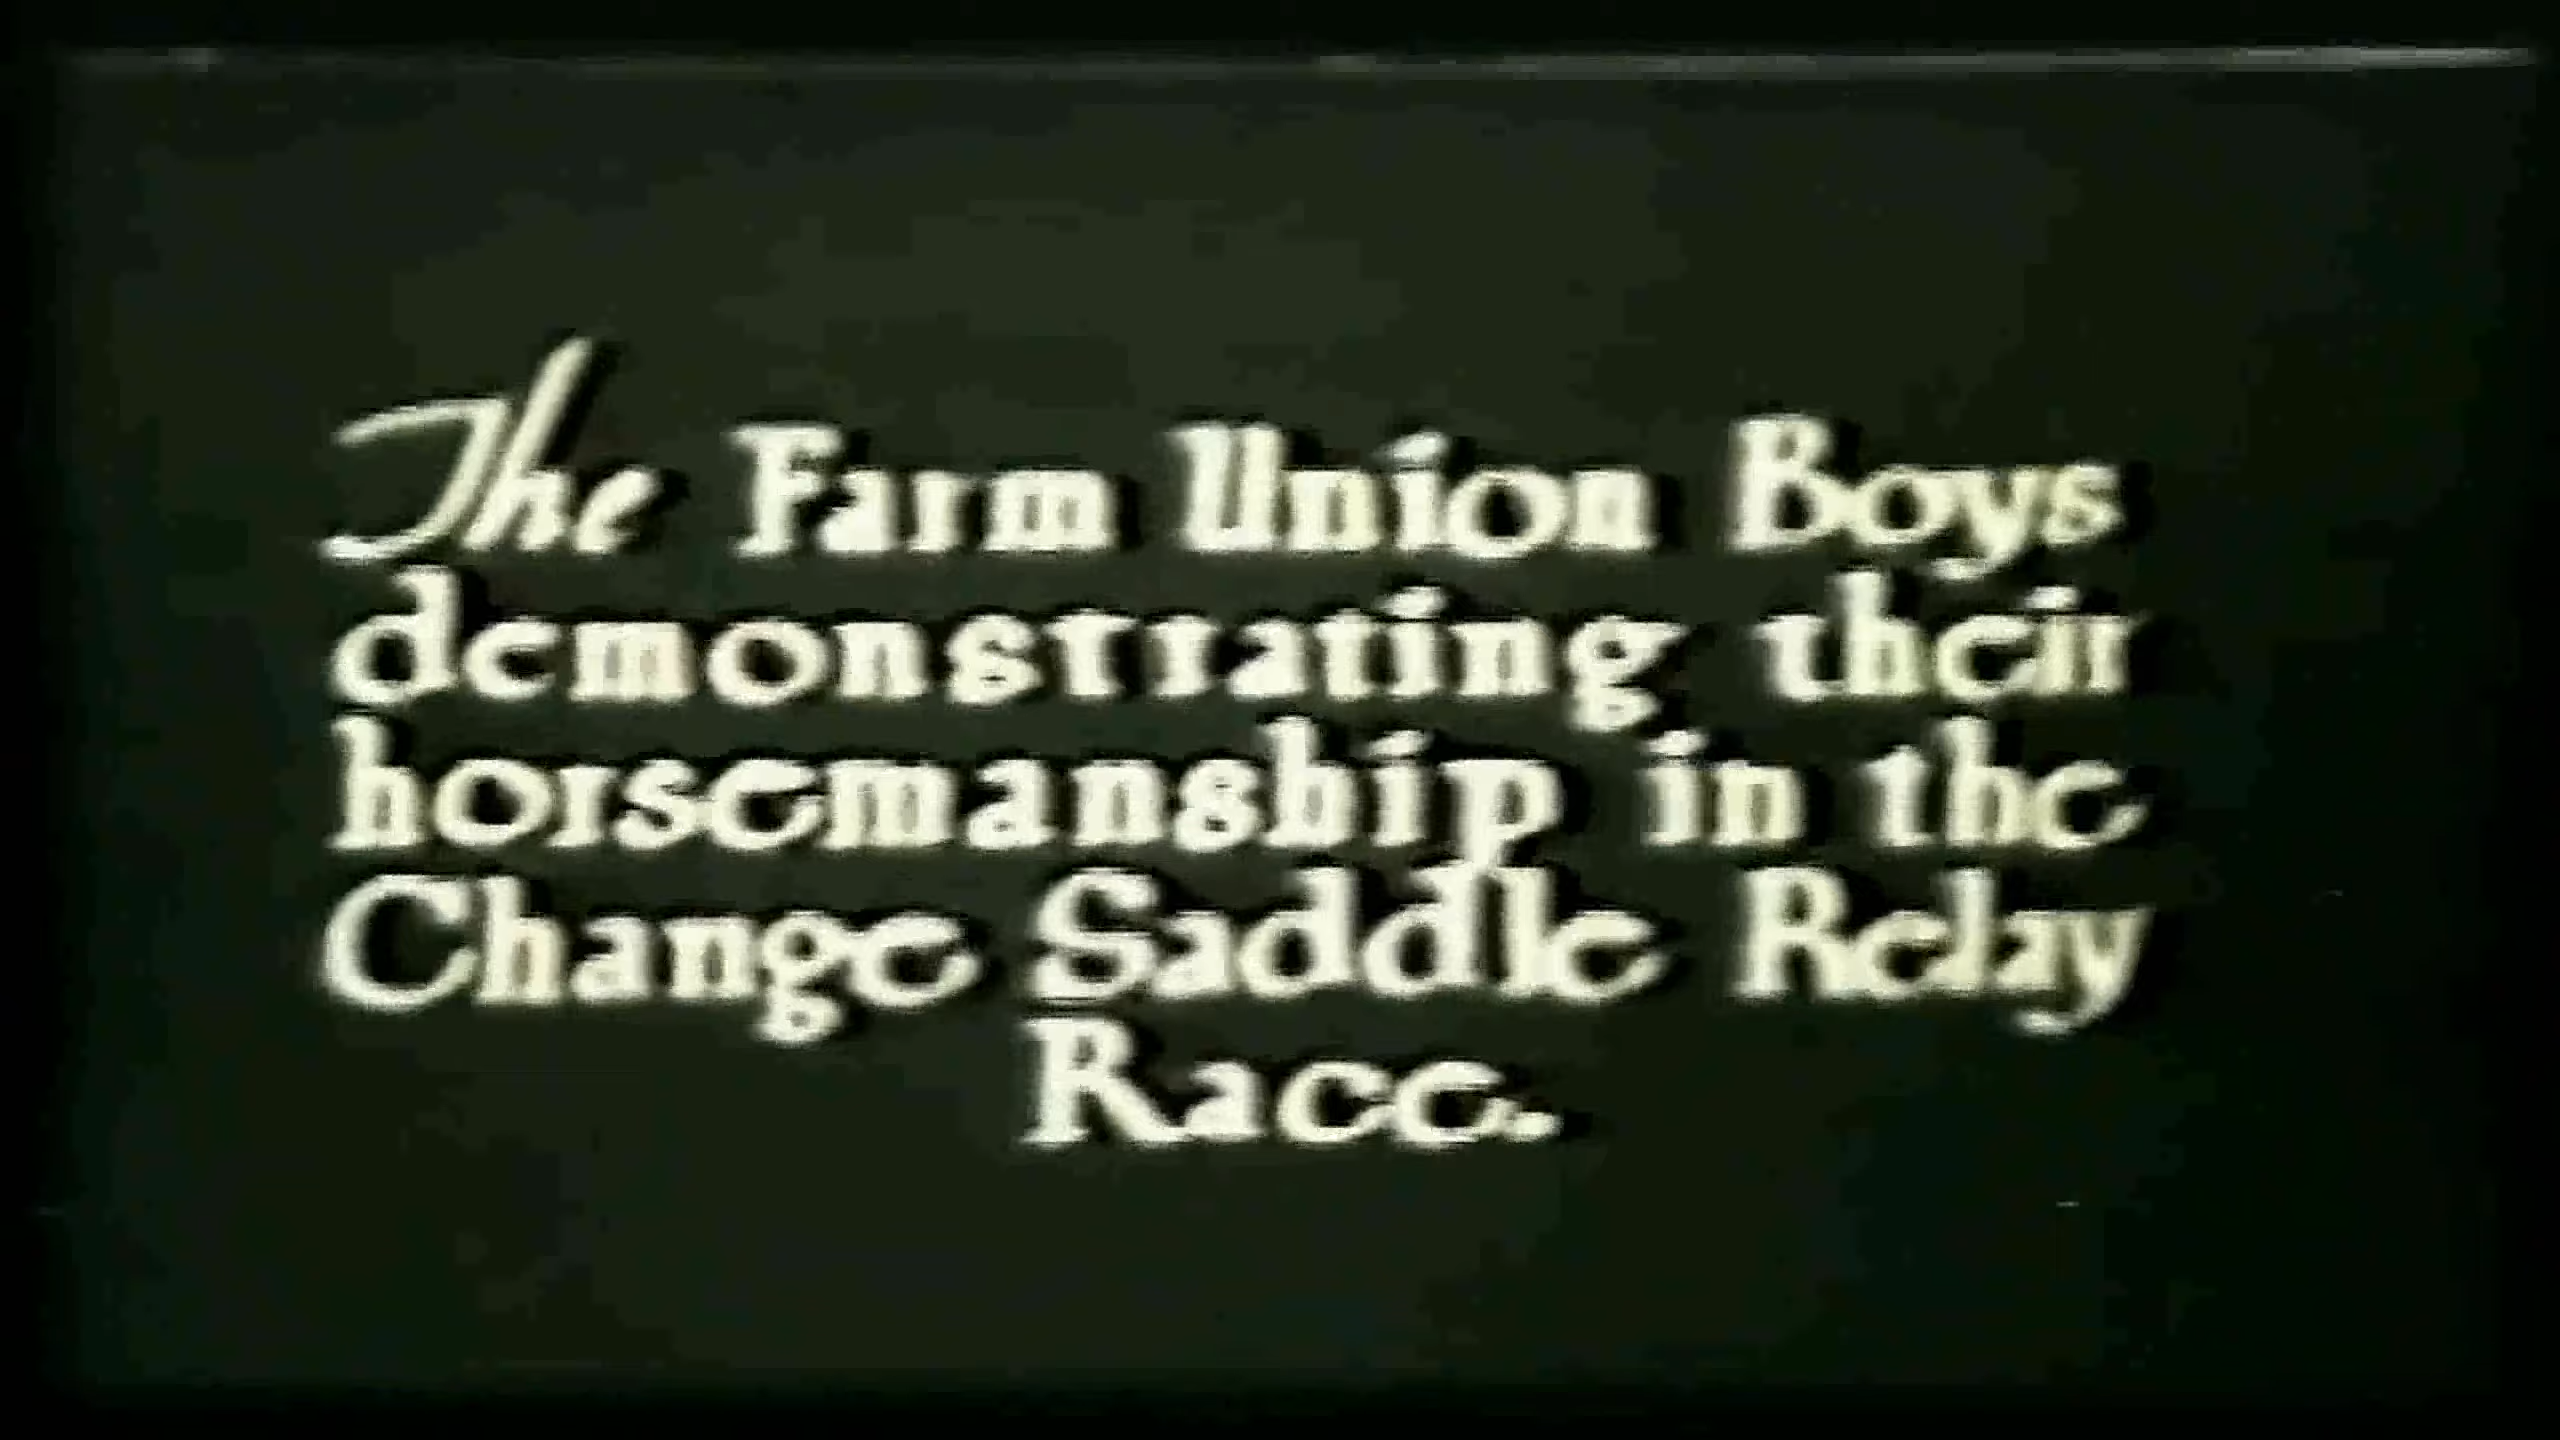 The Farm Union Boys
demonstrating their
horsemanship in the
Change Saddle Relay
Race.